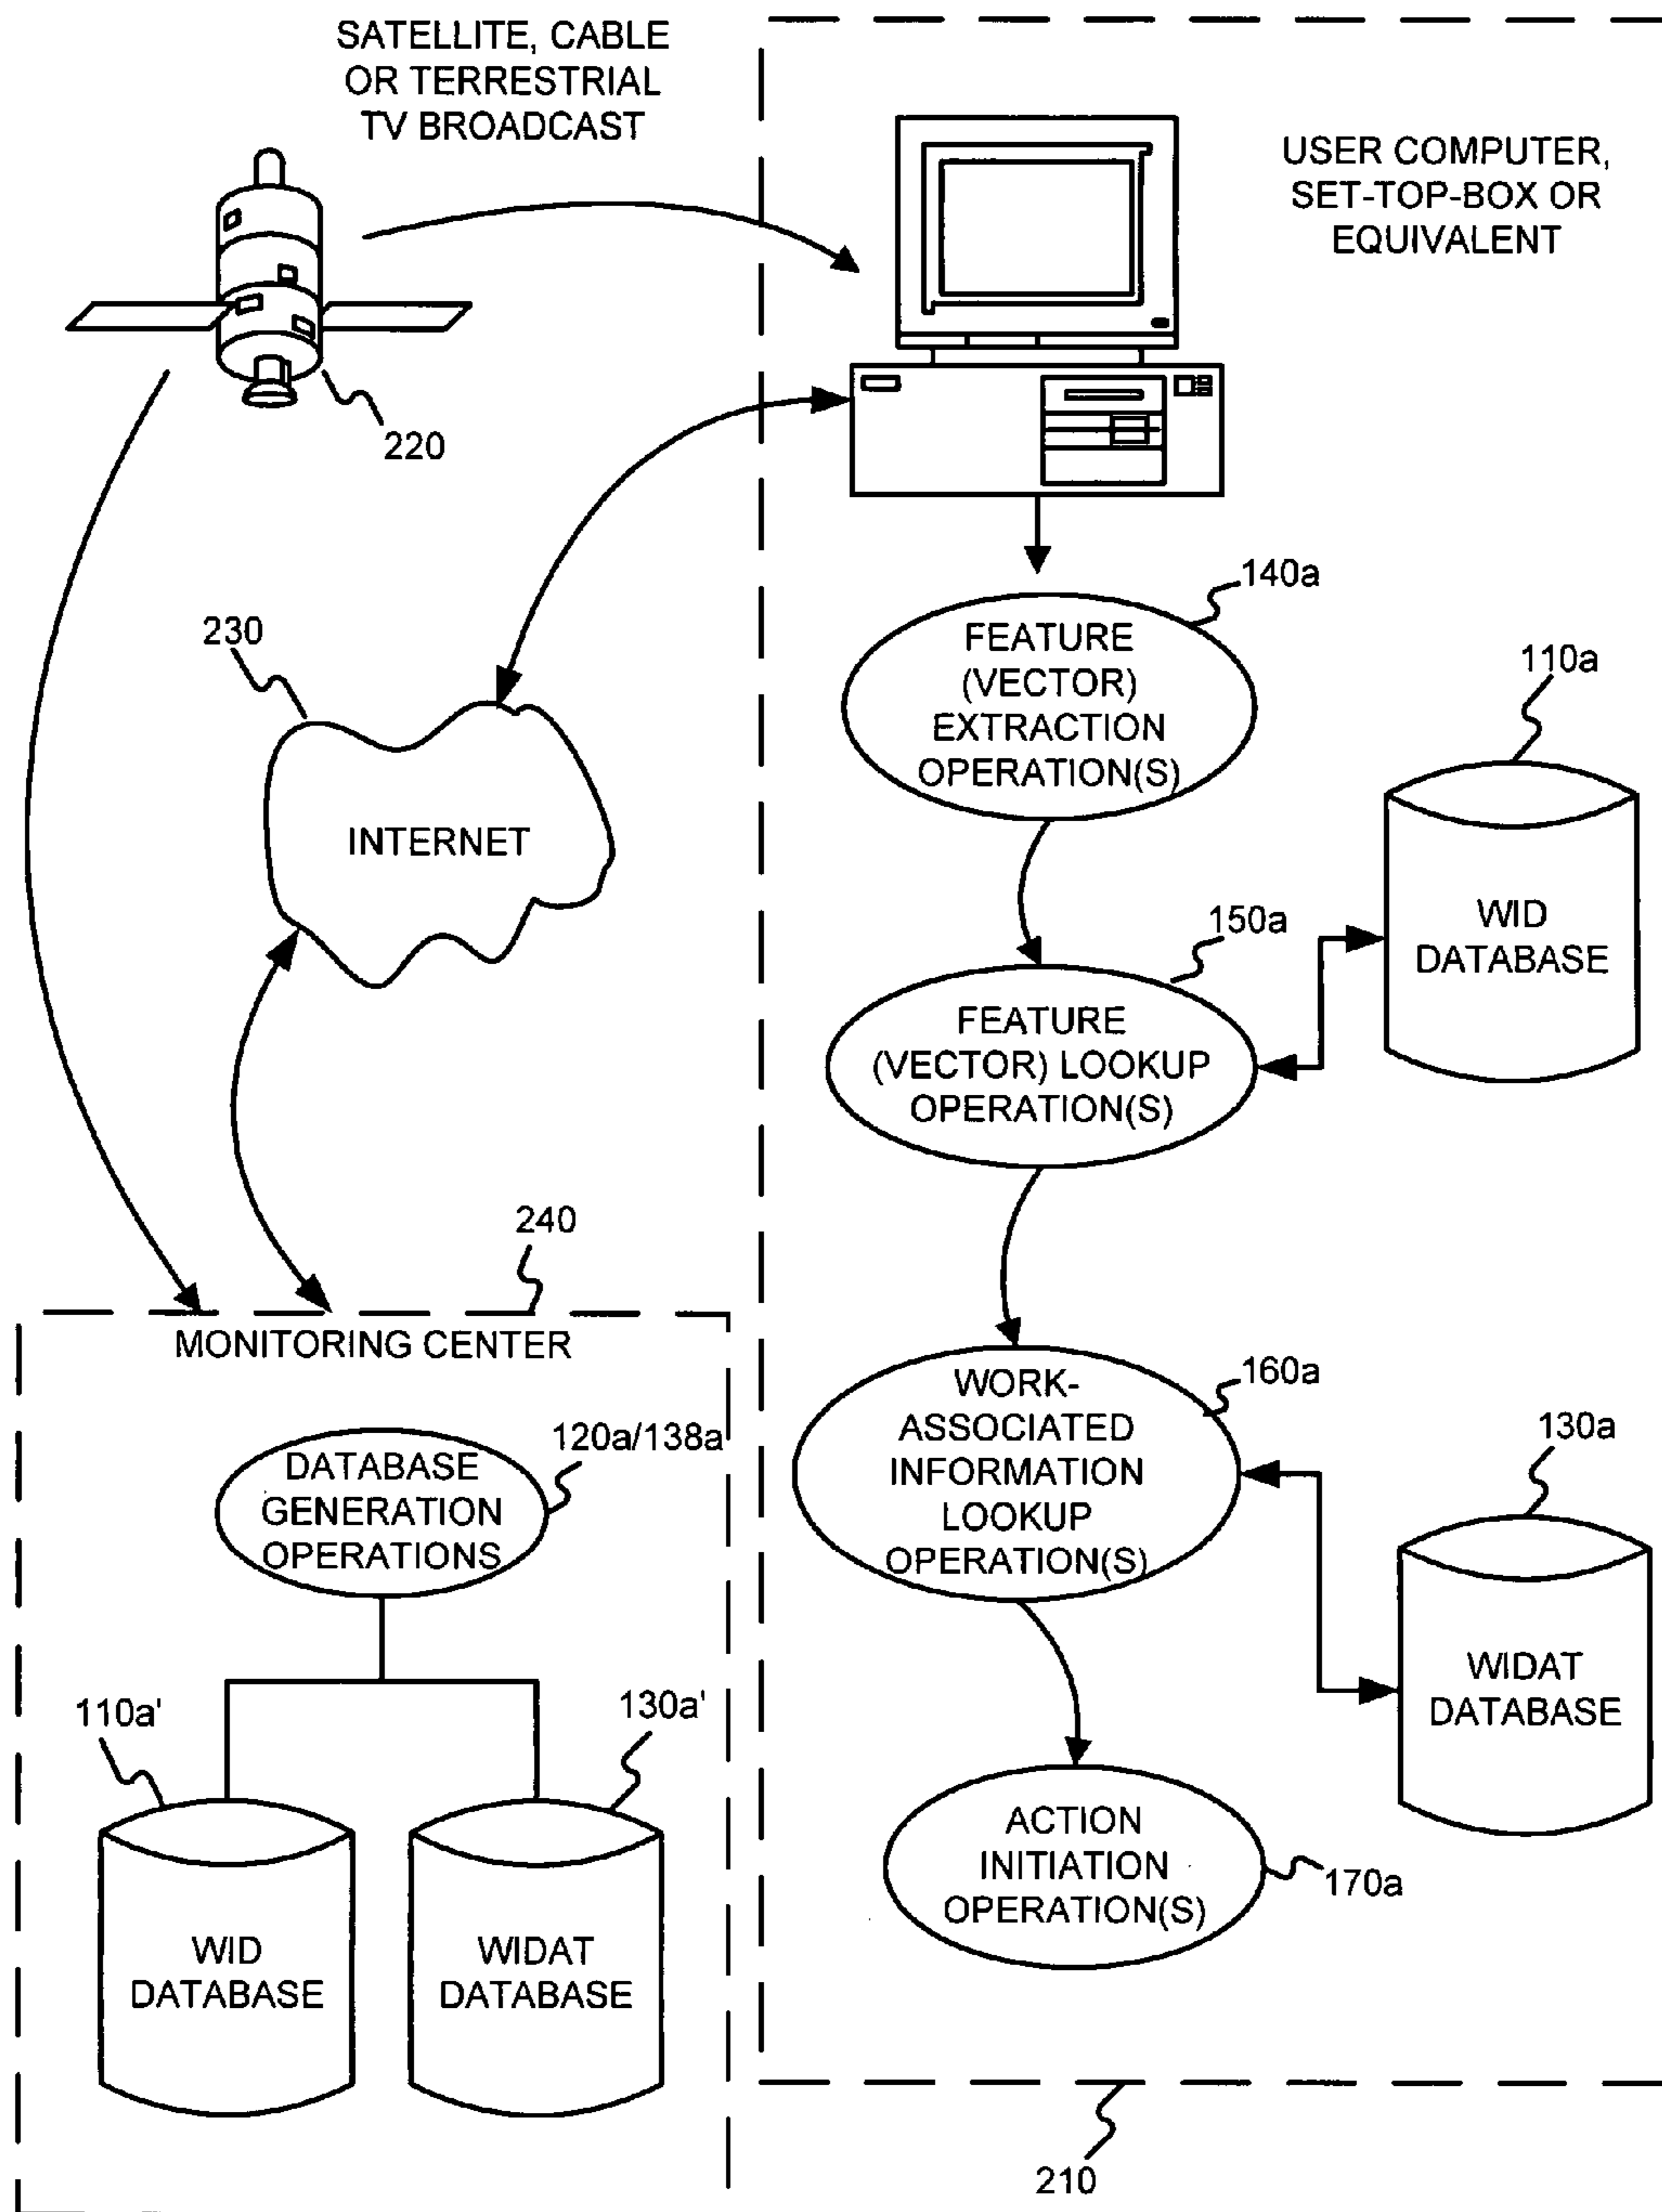 SATELLITE, CABLE
OR TERRESTRIAL
TV BROADCAST
USER COMPUTER,
SET-TOP-BOX OR
EQUIVALENT
220
140a
FEATURE
(VECTOR)
EXTRACTION
OPERATION(S)
230
110a
INTERNET
WID
DATABASE
150a
FEATURE
(VECTOR) LOOKUP
OPERATION(S)
240
MONITORING CENTER
160a
WORK-
ASSOCIATED
INFORMATION
LOOKUP
OPERATION(S)
130a
120a/138a
DATABASE
GENERATION
OPERATIONS
WIDAT
DATABASE
110a'
130a'
ACTION
INITIATION
OPERATION(S)
170a
WID
DATABASE
WIDAT
DATABASE
210